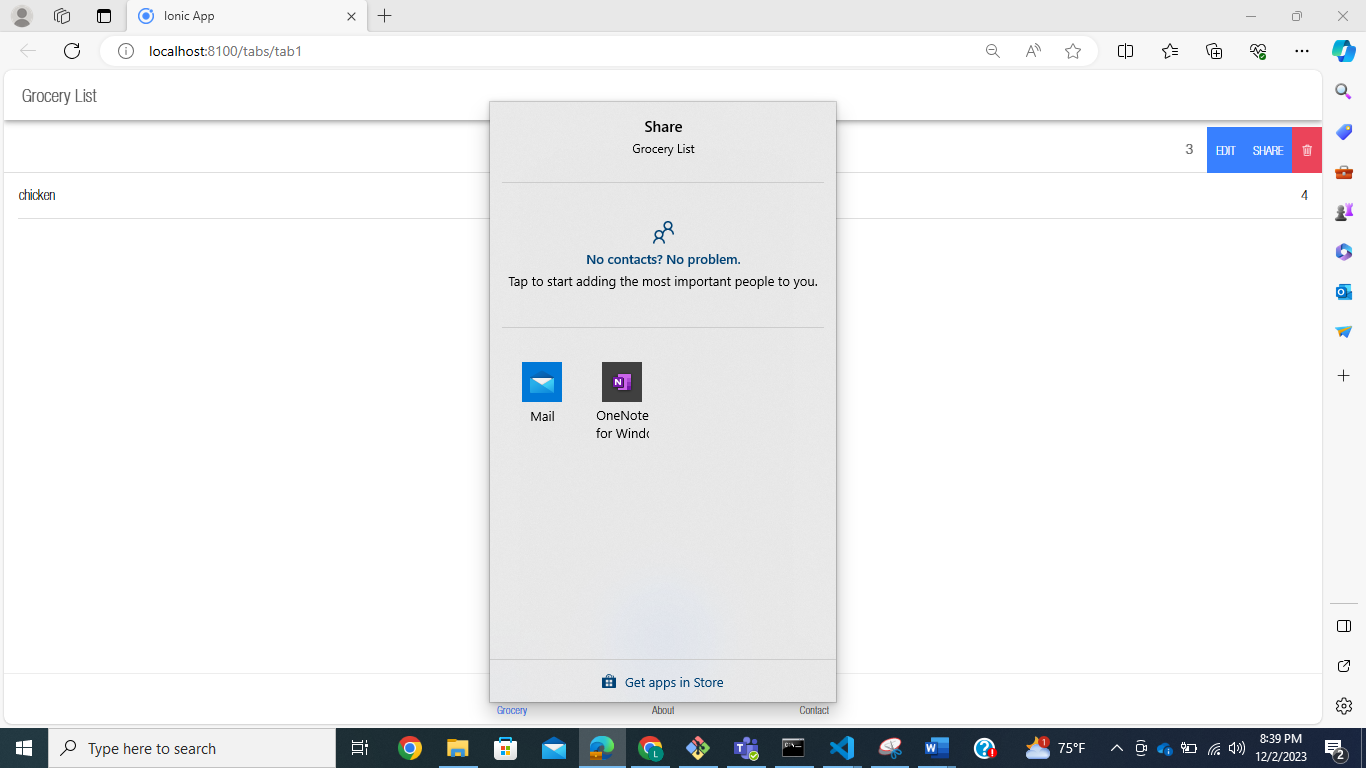 Ionic App
localhost:8100/tabs/tab1
Grocery List
Share
Grocery List
3
EDIT
SHARE
chicken
4
No contacts? No problem.
Tap to start adding the most important people to you.
Mail
OneNote
for Windo
Get apps in Store
Grocery
About
Contact
Type here to search
75°F
8:39 PM
12/2/2023
2